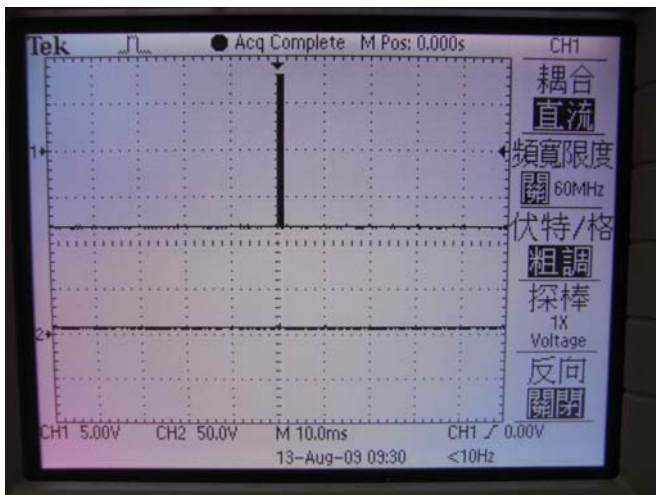 Tek Acq Complete M Pos: 0.000s CH1
耦合
直流
頻寬限度
關 60MHz
伏特/格
粗調
探棒
1X
Voltage
反向
關閉
1
2
CH1 5.00V CH2 50.0V M 10.0ms CH1 0.00V
13-Aug-09 09:30 <10Hz